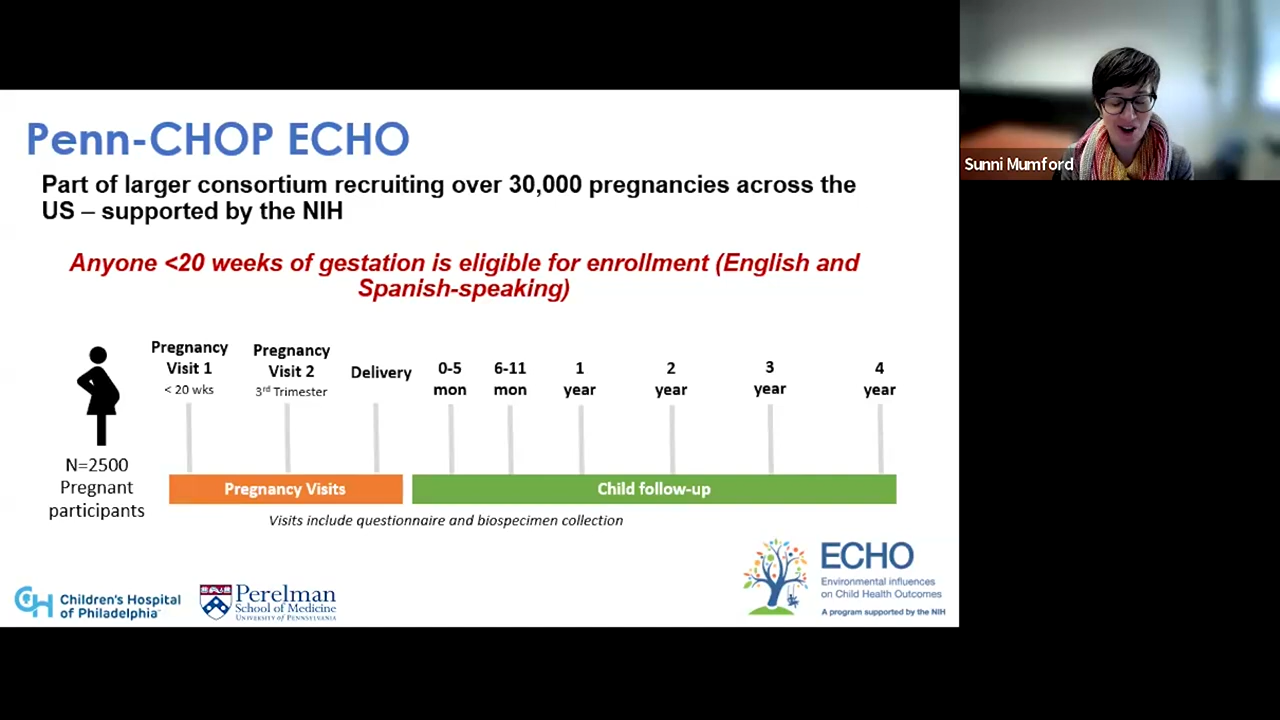 Penn-CHOP ECHO
Part of larger consortium recruiting over 30,000 pregnancies across the
US – supported by the NIH
Anyone <20 weeks of gestation is eligible for enrollment (English and
Spanish-speaking)
Pregnancy
Visit 1
< 20 wks
Pregnancy
Visit 2
3rd Trimester
Delivery
0-5
mon
6-11
mon
1
year
2
year
3
year
4
year
N=2500
Pregnant
participants
Pregnancy Visits
Child follow-up
Visits include questionnaire and biospecimen collection
CH
Children's Hospital
of Philadelphia
Perelman
School of Medicine
University of Pennsylvania
ECHO
Environmental influences
on Child Health Outcomes
A program supported by the NIH
Sunni Mumford